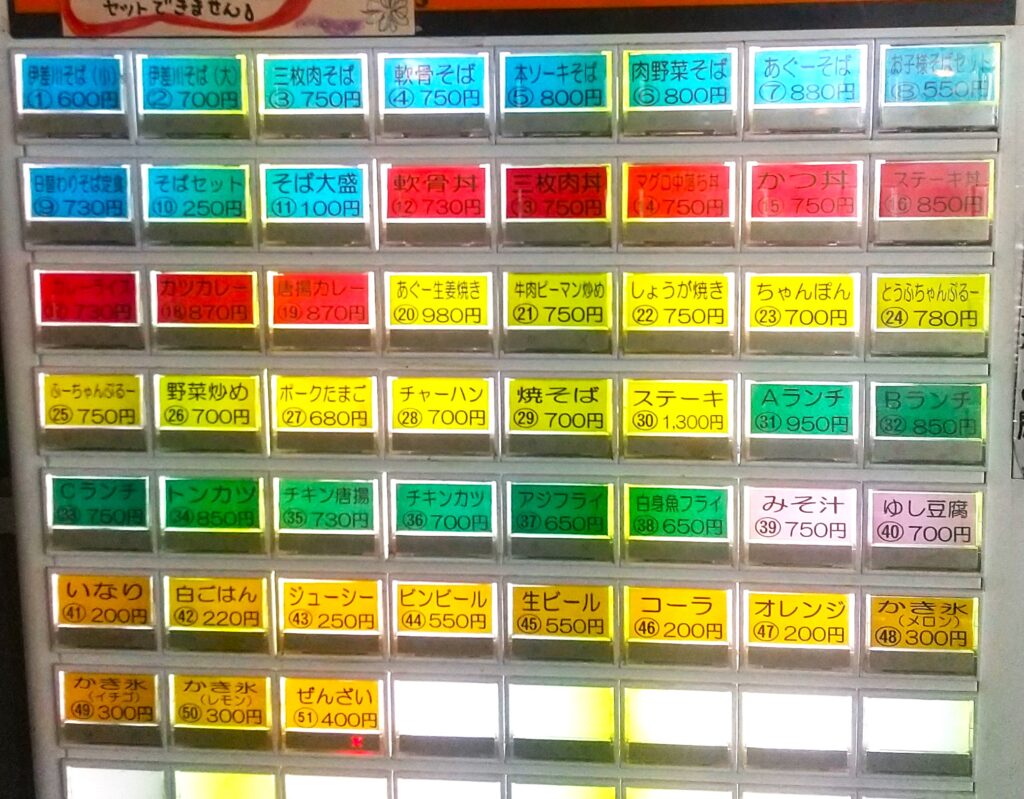 セットできません。
伊差川そば（小）
① 600円
伊差川そば（大）
② 700円
三枚肉そば
③ 750円
軟骨そば
④ 750円
本ソーキそば
⑤ 800円
肉野菜そば
⑥ 800円
あぐーそば
⑦ 880円
お子様そばセット
⑧ 550円
日替わりそば定食
⑨ 730円
そばセット
⑩ 250円
そば大盛
⑪ 100円
軟骨丼
⑫ 730円
三枚肉丼
⑬ 750円
マグロ中落ち丼
⑭ 750円
かつ丼
⑮ 750円
ステーキ丼
⑯ 850円
カレーライス
⑰ 730円
カツカレー
⑱ 870円
唐揚カレー
⑲ 870円
あぐー生姜焼き
⑳ 980円
牛肉ピーマン炒め
㉑ 750円
しょうが焼き
㉒ 750円
ちゃんぽん
㉓ 700円
とうふちゃんぷるー
㉔ 780円
ふーちゃんぷるー
㉕ 750円
野菜炒め
㉖ 700円
ポークたまご
㉗ 680円
チャーハン
㉘ 700円
焼そば
㉙ 700円
ステーキ
㉚ 1,300円
Aランチ
㉛ 950円
Bランチ
㉜ 850円
Cランチ
㉝ 750円
トンカツ
㉞ 850円
チキン唐揚
㉟ 730円
チキンカツ
㊱ 700円
アジフライ
㊲ 650円
白身魚フライ
㊳ 650円
みそ汁
㊴ 750円
ゆし豆腐
㊵ 700円
いなり
㊶ 200円
白ごはん
㊷ 220円
ジューシー
㊸ 250円
ビンビール
㊹ 550円
生ビール
㊺ 550円
コーラ
㊻ 200円
オレンジ
㊼ 200円
かき氷
（メロン）
㊽ 300円
かき氷
（イチゴ）
㊾ 300円
かき氷
（レモン）
㊿ 300円
ぜんざい
51 400円